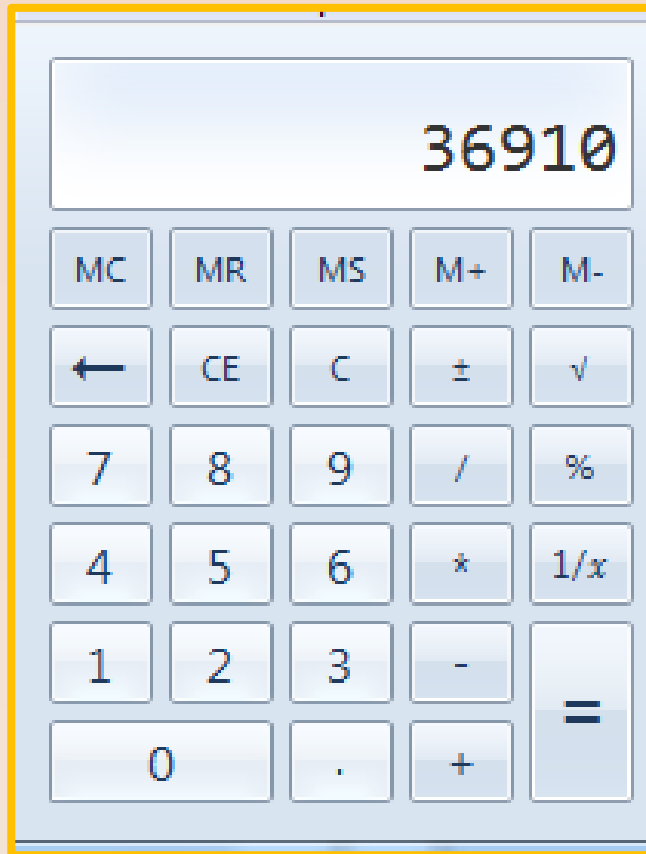 36910
MC MR MS M+ M-
← CE C ± √
7 8 9 / %
4 5 6 * 1/x
1 2 3 - =
0 . +